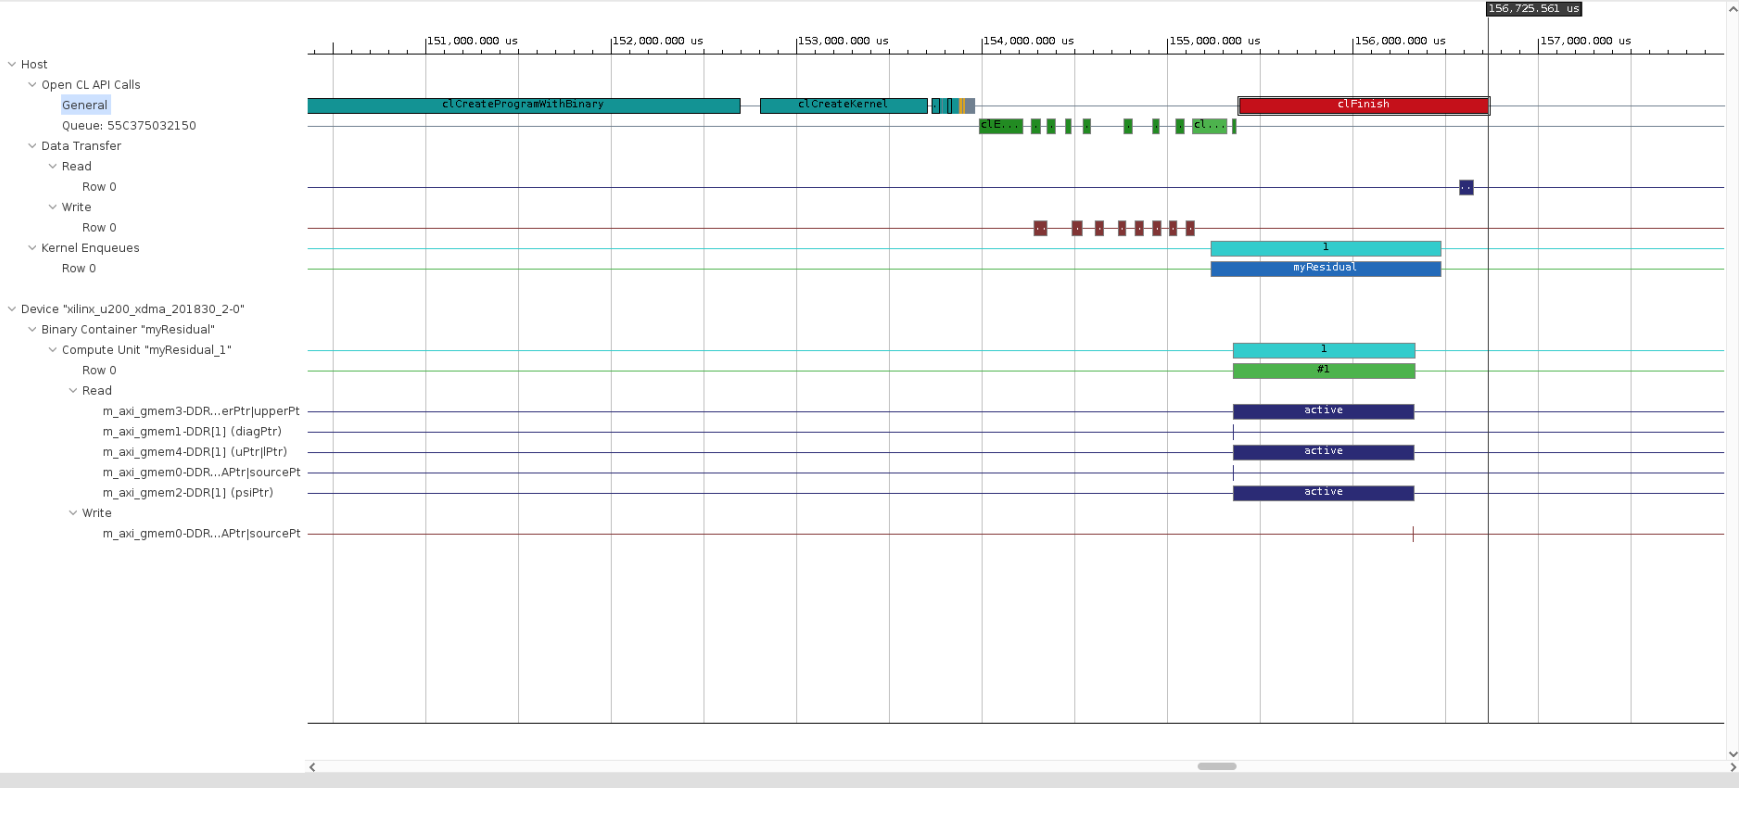 156,725.561 us
151,000.000 us 152,000.000 us 153,000.000 us 154,000.000 us 155,000.000 us 156,000.000 us 157,000.000 us
Host
Open CL API Calls
General clCreateProgramWithBinary clCreateKernel clFinish
Queue: 55C375032150 clE... cl...
Data Transfer
Read
Row 0
Write
Row 0
Kernel Enqueues 1
Row 0 myResidual
Device "xilinx_u200_xdma_201830_2-0"
Binary Container "myResidual"
Compute Unit "myResidual_1" 1
Row 0 #1
Read
m_axi_gmem3-DDR...erPtr|upperPt active
m_axi_gmem1-DDR[1] (diagPtr)
m_axi_gmem4-DDR[1] (uPtr|lPtr) active
m_axi_gmem0-DDR...APtr|sourcePt
m_axi_gmem2-DDR[1] (psiPtr) active
Write
m_axi_gmem0-DDR...APtr|sourcePt